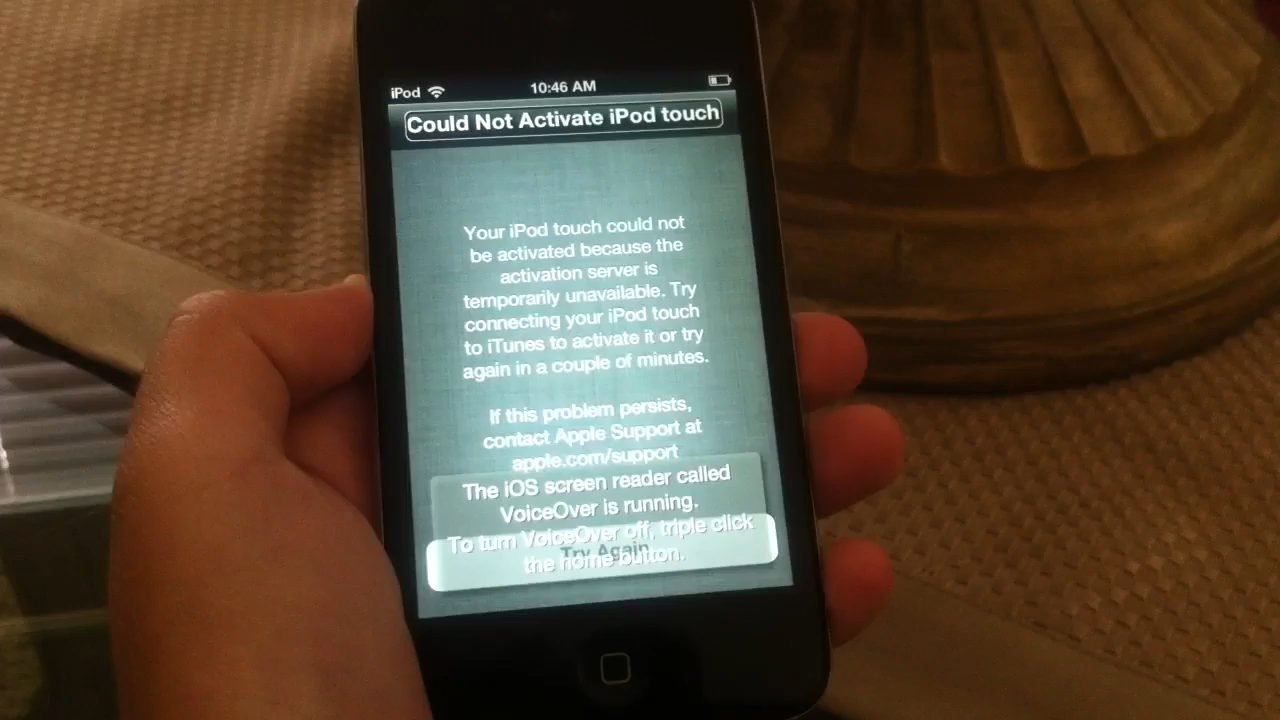 iPod 10:46 AM
Could Not Activate iPod touch
Your iPod touch could not
be activated because the
activation server is
temporarily unavailable. Try
connecting your iPod touch
to iTunes to activate it or try
again in a couple of minutes.
If this problem persists,
contact Apple Support at
apple.com/support
The iOS screen reader called
VoiceOver is running.
To turn VoiceOver off, triple click
the home button.
Try Again